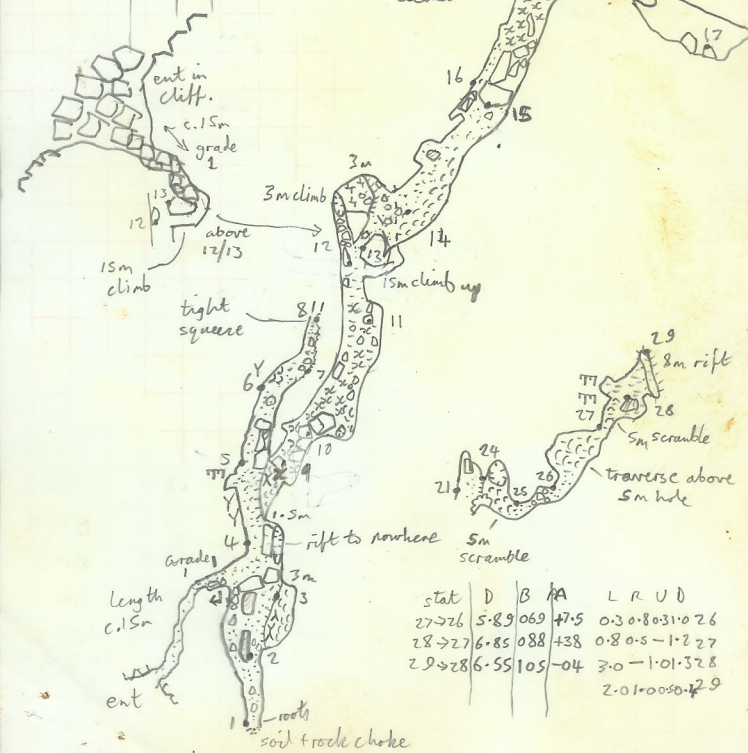 17
ent in
cliff.
c.15m
grade
1
16
15
3m
3m climb
13
12
above
12/13
12
13
14
15m
climb
15m climb up
tight
squeeze
8
11
11
7
6
Y
29
8m rift
27
28
5m scramble
5
10
9
24
21
25
26
traverse above
5m hole
5m
scramble
1.5m
4
rift to nowhere
Grade
1
3m
3
Length
c.15m
2
ent
1
roots
soil + rock choke
stat D B A L R U D
27→26 5.89 069 +7.5 0.3 0.8 0.3 1.0 26
28→27 6.85 088 +38 0.8 0.5 - 1.2 27
29→28 6.55 105 -04 3.0 - 1.0 1.3 28
2.0 1.0 0.5 0.4 29